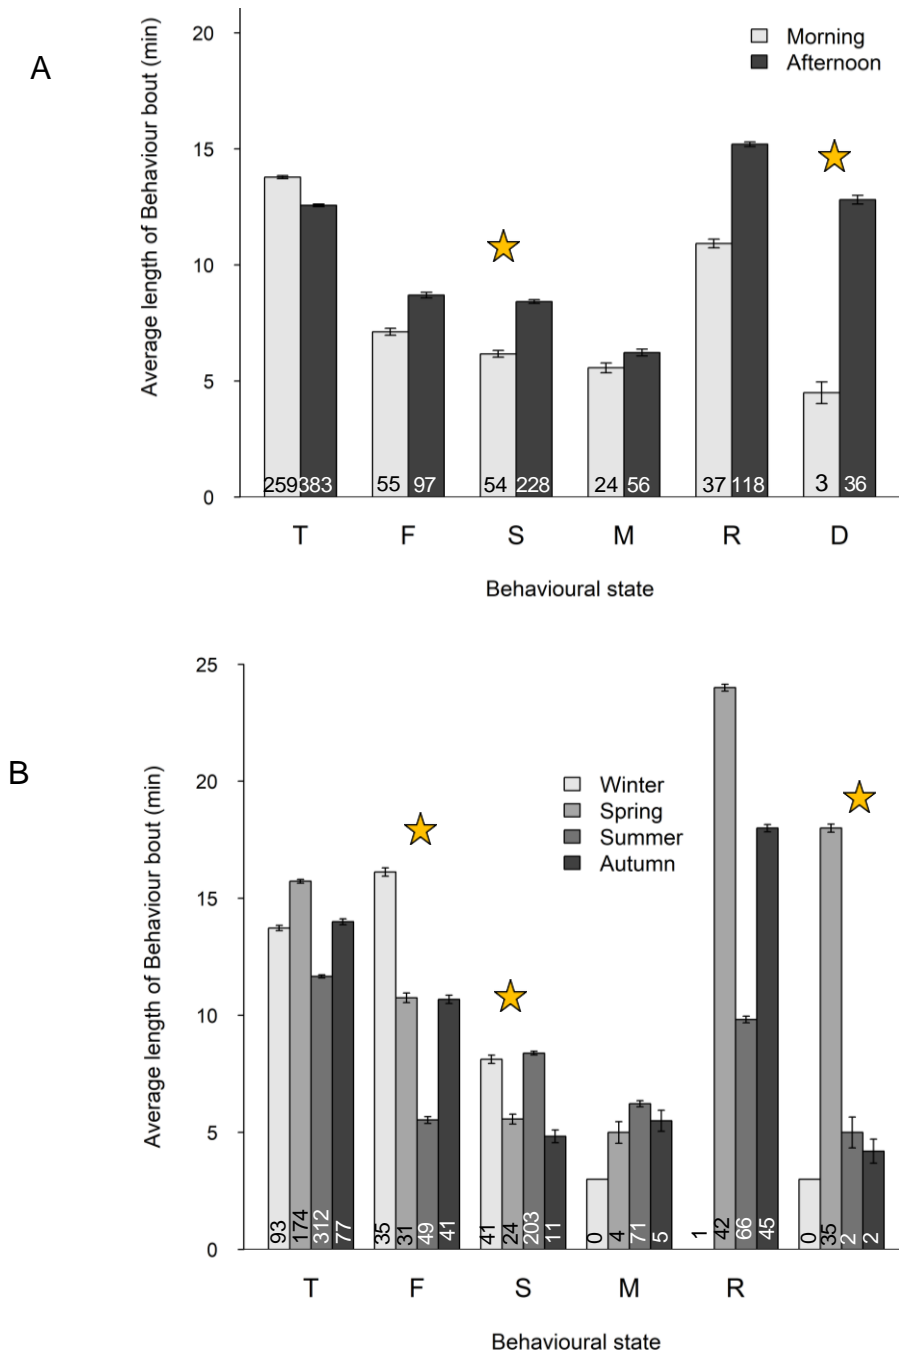 A
Average length of Behaviour bout (min)
20
15
10
5
0
Morning
Afternoon
259 383 55 97 54 228 24 56 37 118 3 36
T F S M R D
Behavioural state
B
Average length of Behaviour bout (min)
25
20
15
10
5
0
Winter
Spring
Summer
Autumn
93 174 312 77 35 31 49 41 41 24 203 11 0 4 71 5 1 42 66 45 0 35 2 2
T F S M R
Behavioural state